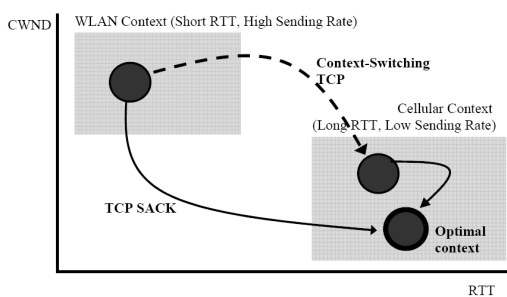 CWND
WLAN Context (Short RTT, High Sending Rate)
Context-Switching
TCP
Cellular Context
(Long RTT, Low Sending Rate)
TCP SACK
Optimal
context
RTT